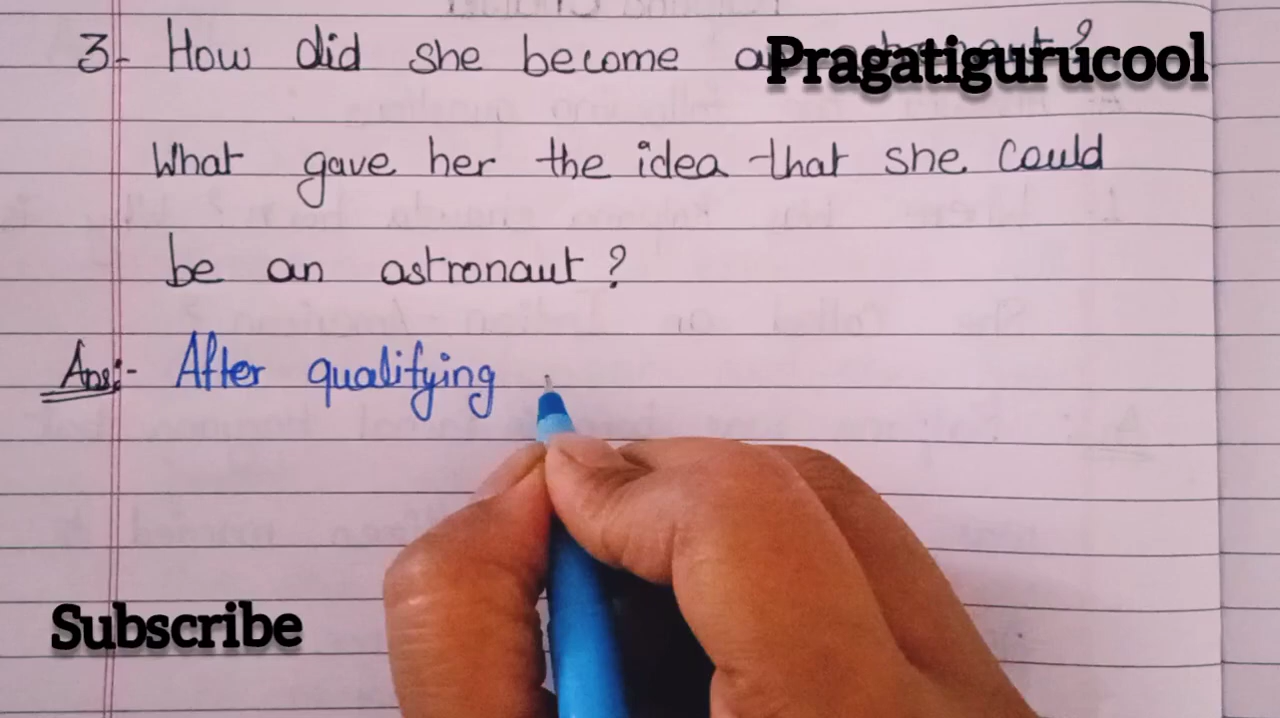 3- How did she become
Pragatigurucool
What gave her the idea that she could
be an astronaut?
Ans:- After qualifying
Subscribe